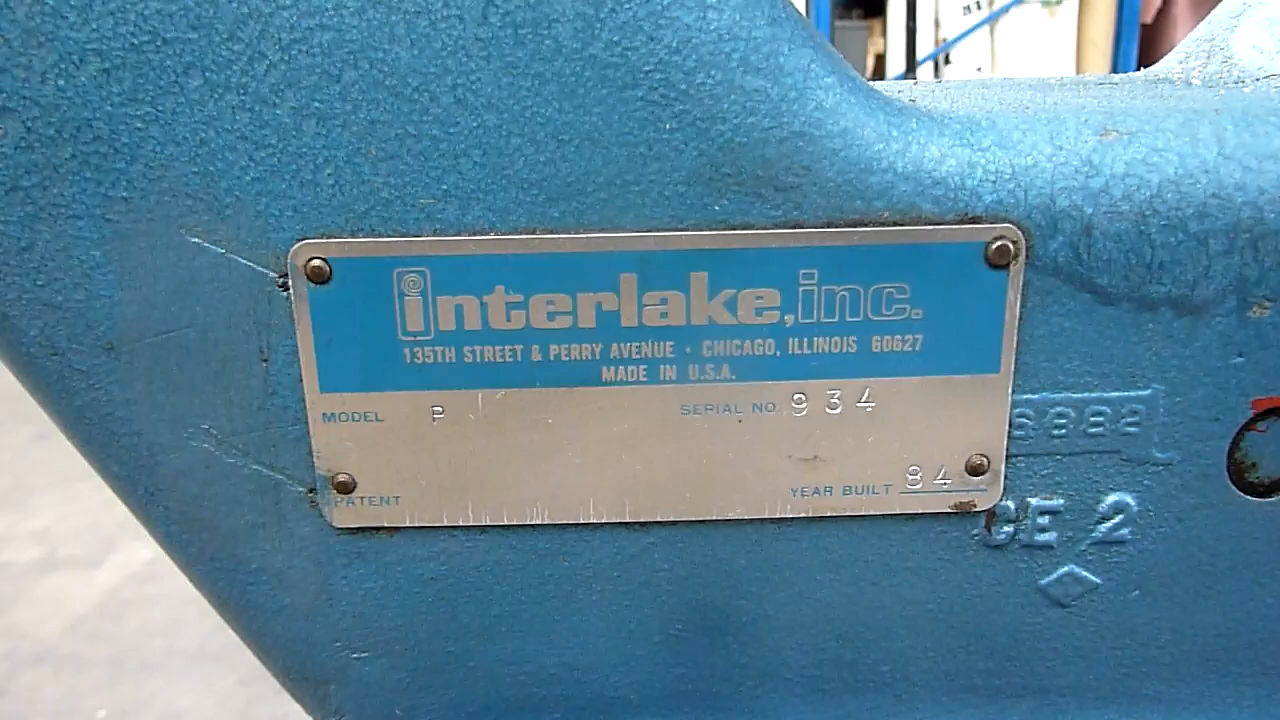 interlake, inc.
135TH STREET & PERRY AVENUE · CHICAGO, ILLINOIS 60627
MADE IN U.S.A.
MODEL P SERIAL NO. 934
PATENT YEAR BUILT 84
CE 2